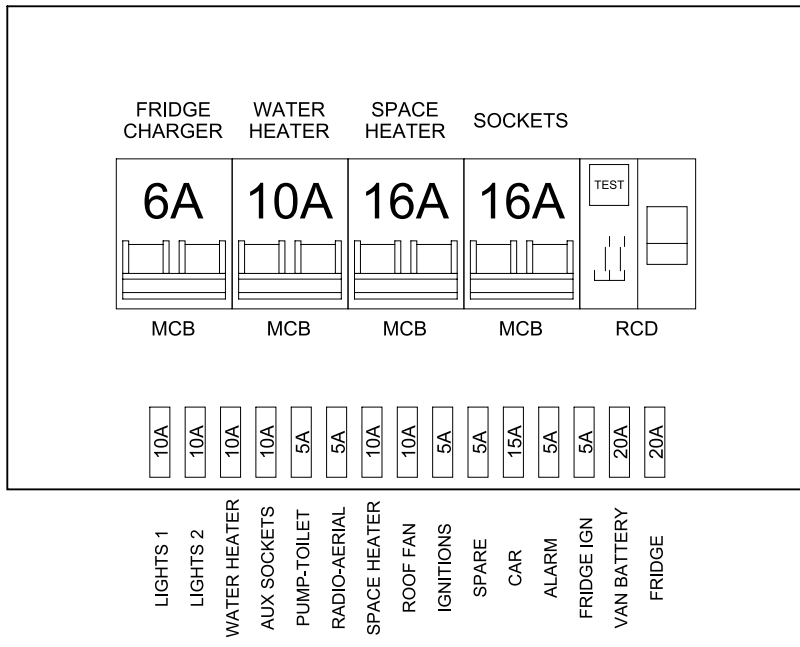 FRIDGE
CHARGER
WATER
HEATER
SPACE
HEATER
SOCKETS
6A
10A
16A
16A
TEST
MCB
MCB
MCB
MCB
RCD
10A
10A
10A
10A
5A
5A
10A
10A
5A
5A
15A
5A
5A
20A
20A
LIGHTS 1
LIGHTS 2
WATER HEATER
AUX SOCKETS
PUMP-TOILET
RADIO-AERIAL
SPACE HEATER
ROOF FAN
IGNITIONS
SPARE
CAR
ALARM
FRIDGE IGN
VAN BATTERY
FRIDGE